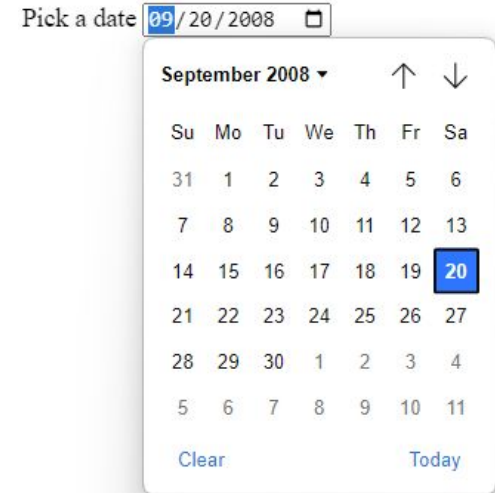 Pick a date 09/20/2008
September 2008
Su Mo Tu We Th Fr Sa
31 1 2 3 4 5 6
7 8 9 10 11 12 13
14 15 16 17 18 19 20
21 22 23 24 25 26 27
28 29 30 1 2 3 4
5 6 7 8 9 10 11
Clear Today